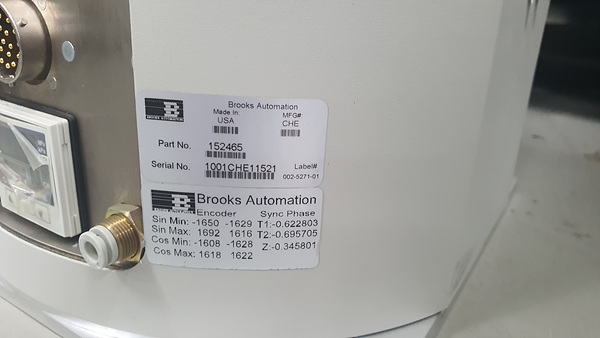 Brooks Automation
Made In: MFG#
USA CHE
BROOKS AUTOMATION
Part No. 152465
Serial No. 1001CHE11521 Label#
002-5271-01
Brooks Automation
Encoder Sync Phase
Sin Min: -1650 -1629 T1:-0.622803
Sin Max: 1692 1616 T2:-0.695705
Cos Min: -1608 -1628 Z:-0.345801
Cos Max: 1618 1622